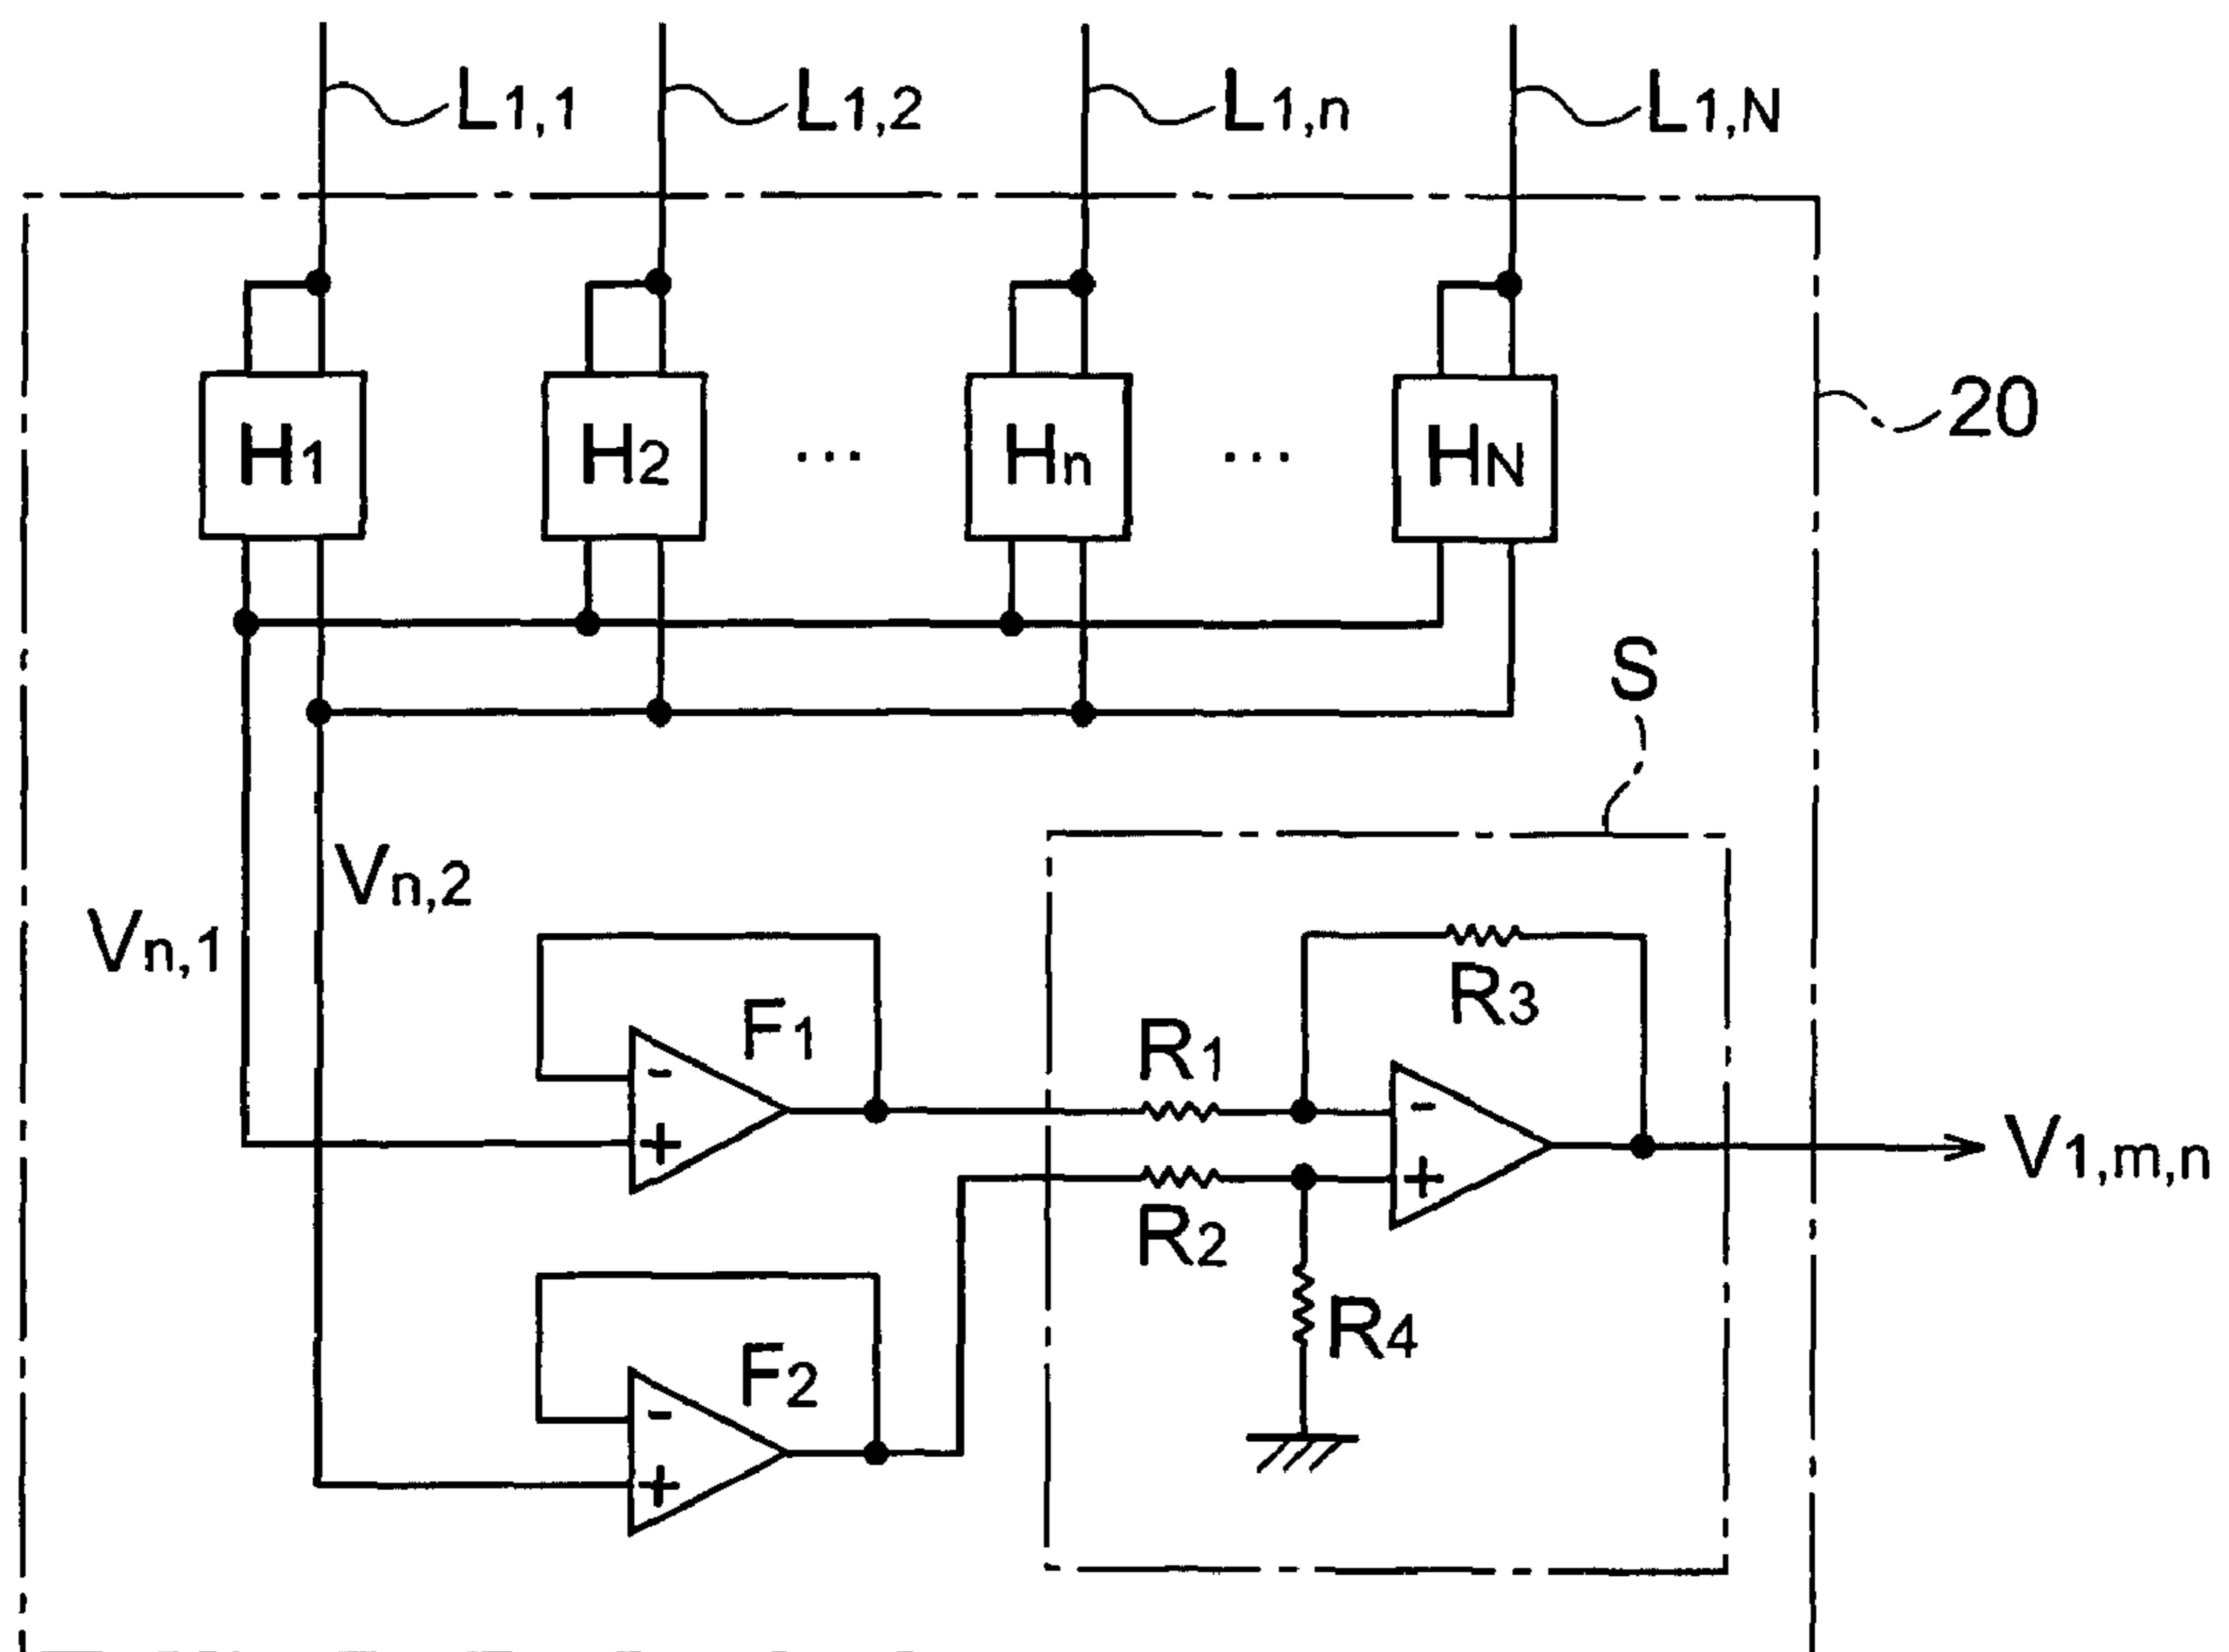 L1,1 L1,2 L1,n L1,N
20
H1 H2 ... Hn ... HN
S
Vn,2
Vn,1
R3
F1
R1
- -
+ +
V1,m,n
R2
R4
F2
-
+